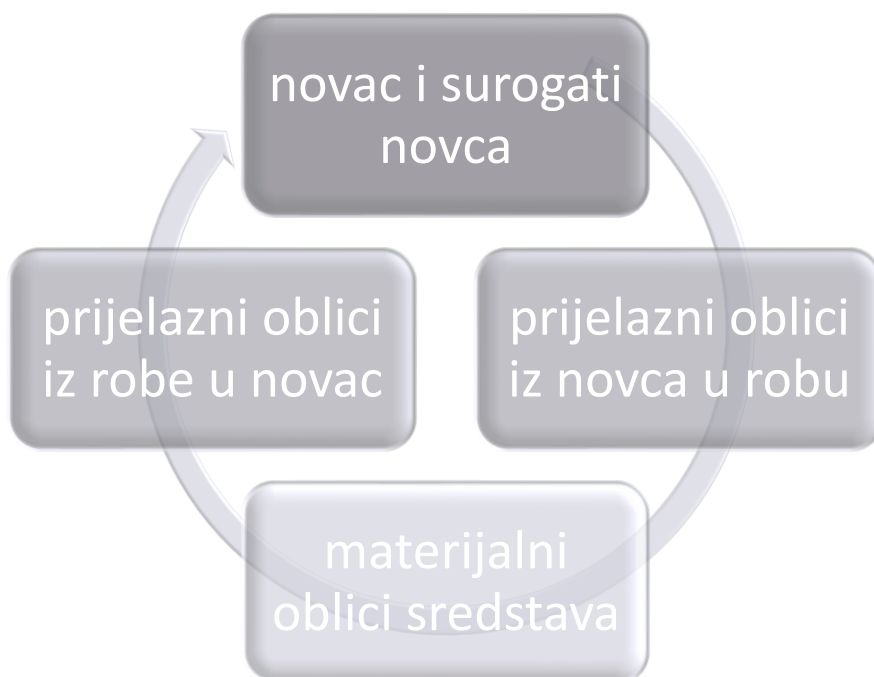 novac i surogati
novca
prijelazni oblici
iz robe u novac
prijelazni oblici
iz novca u robu
materijalni
oblici sredstava